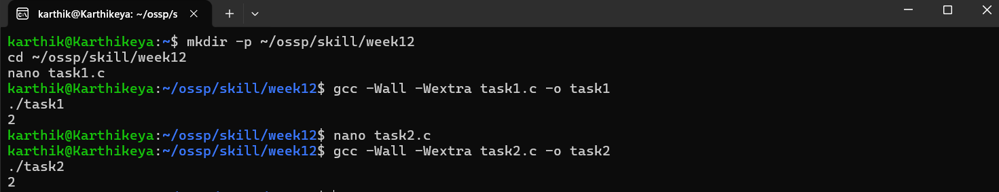 karthik@Karthikeya: ~/ossp/s
karthik@Karthikeya:~$ mkdir -p ~/ossp/skill/week12
cd ~/ossp/skill/week12
nano task1.c
karthik@Karthikeya:~/ossp/skill/week12$ gcc -Wall -Wextra task1.c -o task1
./task1
2
karthik@Karthikeya:~/ossp/skill/week12$ nano task2.c
karthik@Karthikeya:~/ossp/skill/week12$ gcc -Wall -Wextra task2.c -o task2
./task2
2